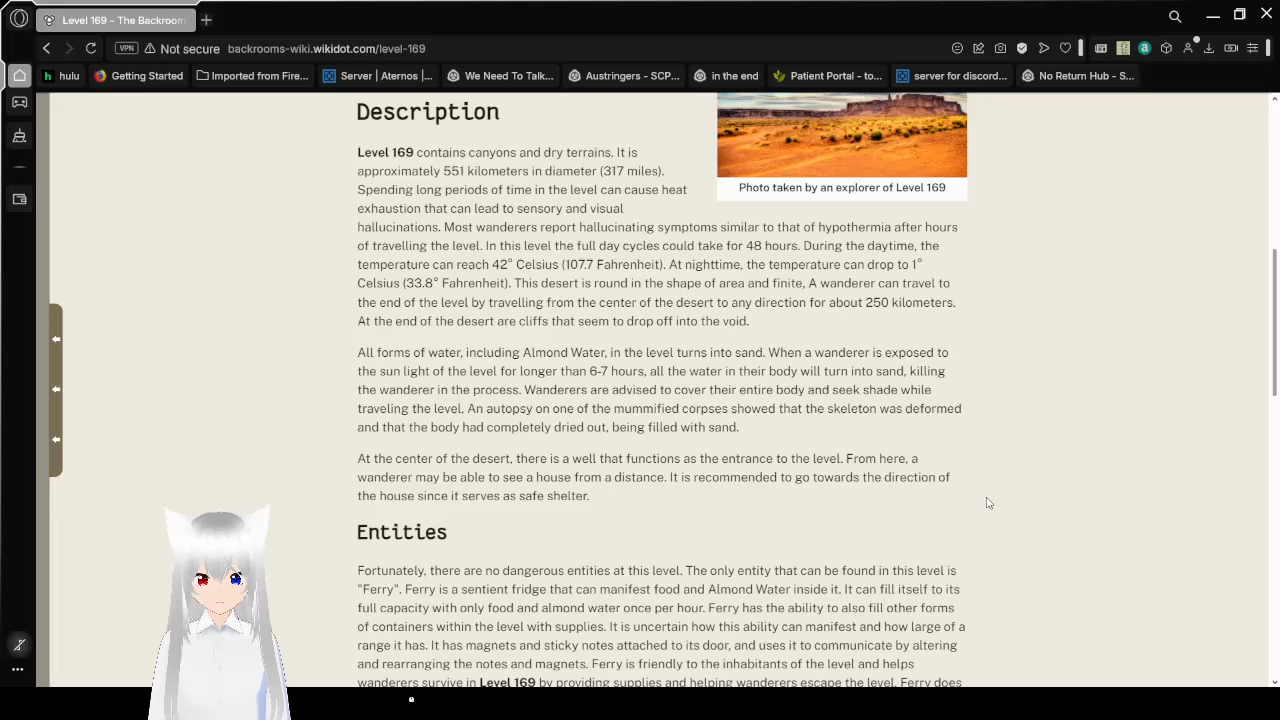 Level 169 - The Backroom
Not secure backrooms-wiki.wikidot.com/level-169
VPN
hulu Getting Started Imported from Fire... Server | Aternos |... We Need To Talk... Austringers - SCP... in the end Patient Portal - to... server for discord... No Return Hub - S...
Description
Photo taken by an explorer of Level 169
Level 169 contains canyons and dry terrains. It is
approximately 551 kilometers in diameter (317 miles).
Spending long periods of time in the level can cause heat
exhaustion that can lead to sensory and visual
hallucinations. Most wanderers report hallucinating symptoms similar to that of hypothermia after hours
of travelling the level. In this level the full day cycles could take for 48 hours. During the daytime, the
temperature can reach 42° Celsius (107.7 Fahrenheit). At nighttime, the temperature can drop to 1°
Celsius (33.8° Fahrenheit). This desert is round in the shape of area and finite, A wanderer can travel to
the end of the level by travelling from the center of the desert to any direction for about 250 kilometers.
At the end of the desert are cliffs that seem to drop off into the void.
All forms of water, including Almond Water, in the level turns into sand. When a wanderer is exposed to
the sun light of the level for longer than 6-7 hours, all the water in their body will turn into sand, killing
the wanderer in the process. Wanderers are advised to cover their entire body and seek shade while
traveling the level. An autopsy on one of the mummified corpses showed that the skeleton was deformed
and that the body had completely dried out, being filled with sand.
At the center of the desert, there is a well that functions as the entrance to the level. From here, a
wanderer may be able to see a house from a distance. It is recommended to go towards the direction of
the house since it serves as safe shelter.
Entities
Fortunately, there are no dangerous entities at this level. The only entity that can be found in this level is
"Ferry". Ferry is a sentient fridge that can manifest food and Almond Water inside it. It can fill itself to its
full capacity with only food and almond water once per hour. Ferry has the ability to also fill other forms
of containers within the level with supplies. It is uncertain how this ability can manifest and how large of a
range it has. It has magnets and sticky notes attached to its door, and uses it to communicate by altering
and rearranging the notes and magnets. Ferry is friendly to the inhabitants of the level and helps
wanderers survive in Level 169 by providing supplies and helping wanderers escape the level. Ferry does